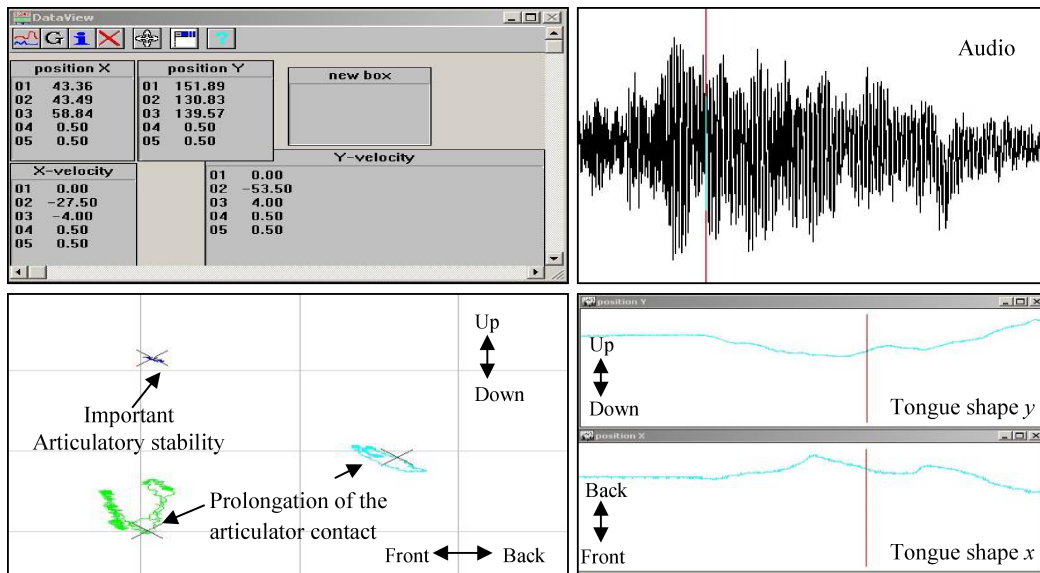 DataView
G i ?
position X
01 43.36
02 43.49
03 58.84
04 0.50
05 0.50
position Y
01 151.89
02 130.83
03 139.57
04 0.50
05 0.50
new box
X-velocity
01 0.00
02 -27.50
03 -4.00
04 0.50
05 0.50
Y-velocity
01 0.00
02 -53.50
03 4.00
04 0.50
05 0.50
Audio
Up
Down
Important
Articulatory stability
Prolongation of the
articulator contact
Front
Back
position Y
Up
Down
Tongue shape y
position X
Back
Front
Tongue shape x